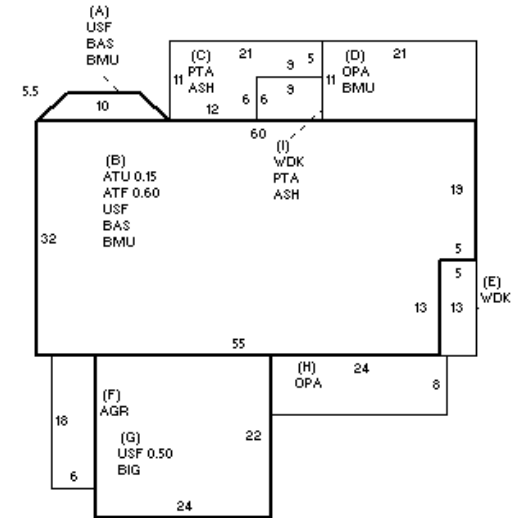 (A)
USF
BAS
BMU
5.5
10
(C)
PTA
ASH
21
11
12
9
5
9
6
6
(D)
OPA
BMU
21
11
60
(I)
WDK
PTA
ASH
(B)
ATU 0.15
ATF 0.60
USF
BAS
BMU
32
19
5
5
13
13
(E)
WDK
55
(F)
AGR
18
6
(G)
USF 0.50
BIG
22
24
(H)
OPA
24
8